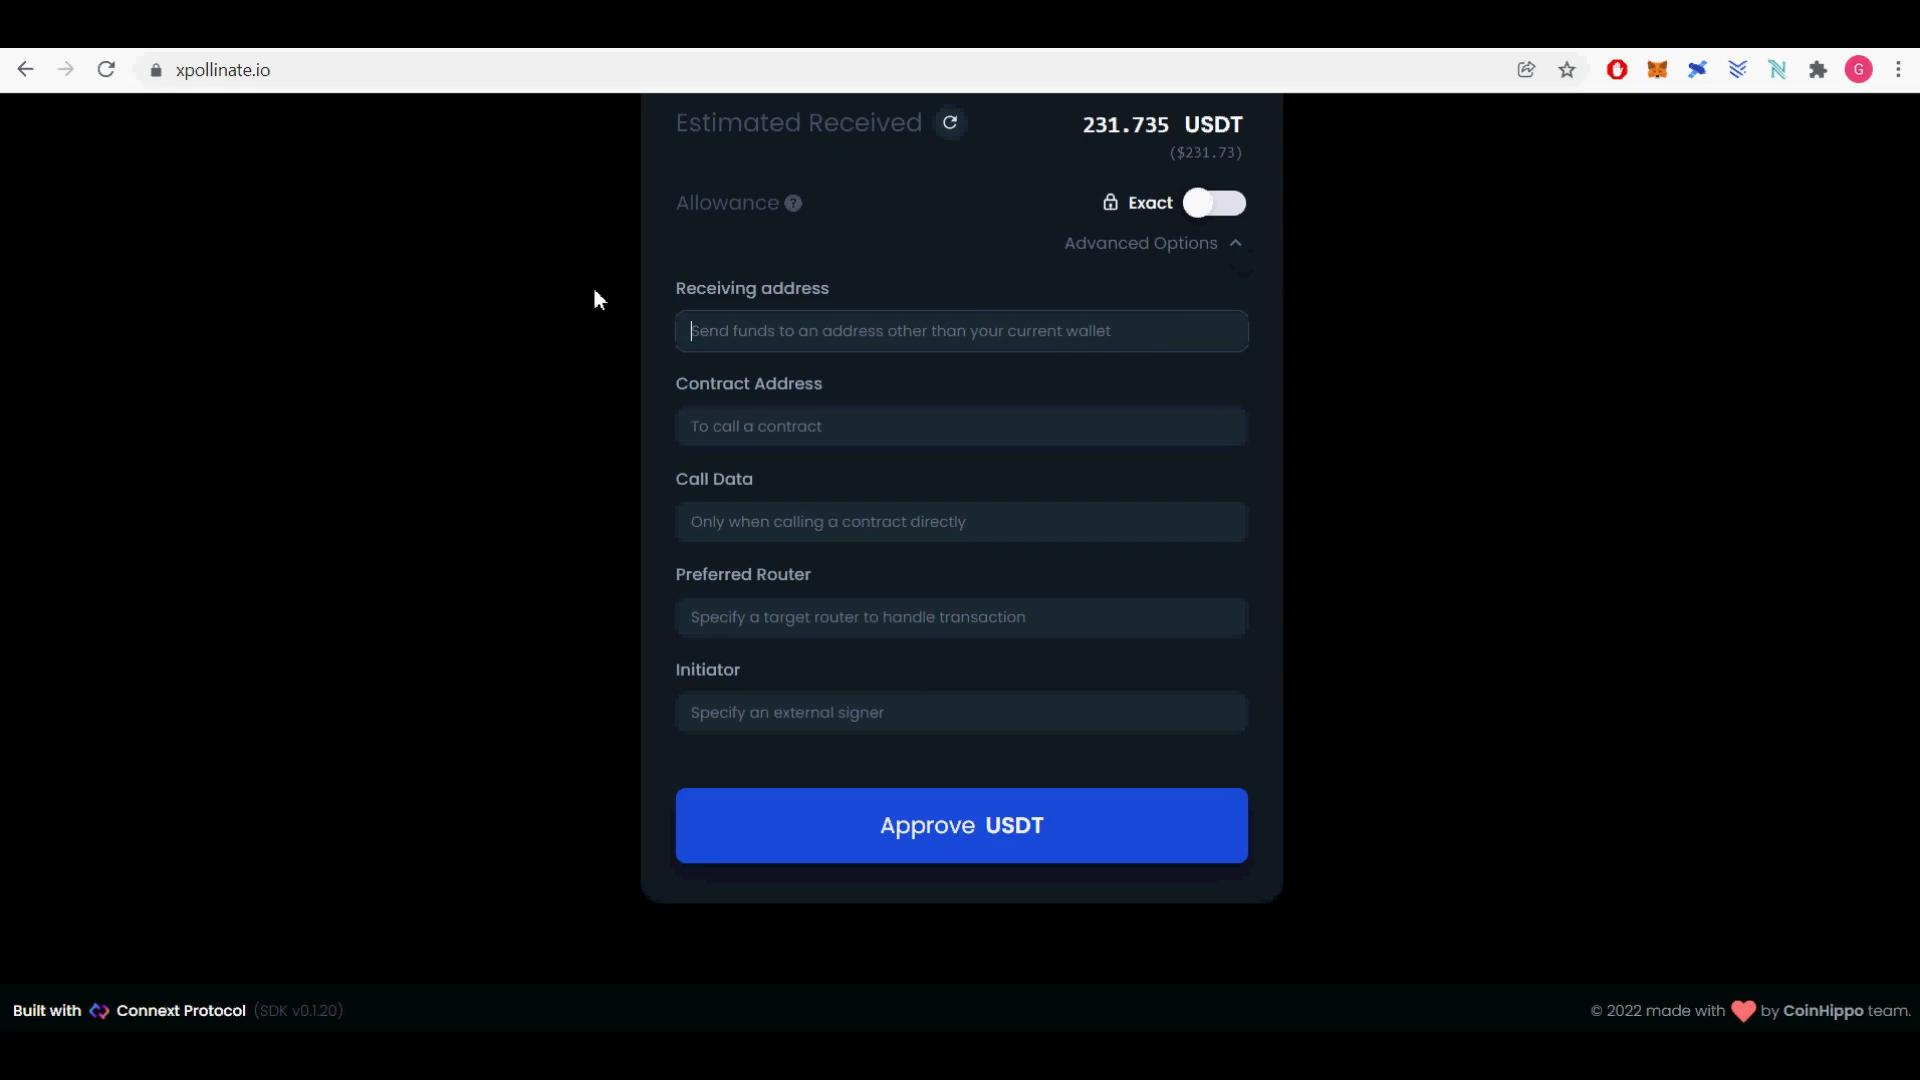 xpollinate.io
G
Estimated Received
231.735 USDT
($231.73)
Allowance ?
Exact
Advanced Options
Receiving address
Send funds to an address other than your current wallet
Contract Address
To call a contract
Call Data
Only when calling a contract directly
Preferred Router
Specify a target router to handle transaction
Initiator
Specify an external signer
Approve USDT
Built with Connext Protocol (SDK v0.1.20)
© 2022 made with by CoinHippo team.